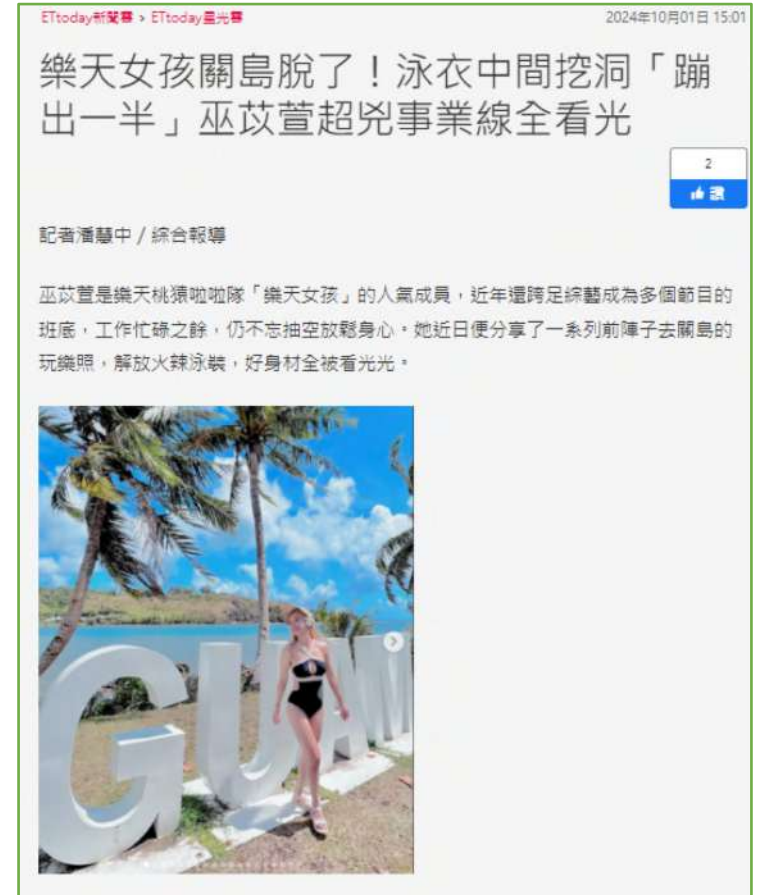 ETtoday新聞雲 > ETtoday星光雲
2024年10月01日 15:01
樂天女孩關島脫了！泳衣中間挖洞「蹦
出一半」巫苡萱超兇事業線全看光
2
讚
記者潘慧中 / 綜合報導
巫苡萱是樂天桃猿啦啦隊「樂天女孩」的人氣成員，近年還跨足綜藝成為多個節目的
班底，工作忙碌之餘，仍不忘抽空放鬆身心。她近日便分享了一系列前陣子去關島的
玩樂照，解放火辣泳裝，好身材全被看光光。
GUAM